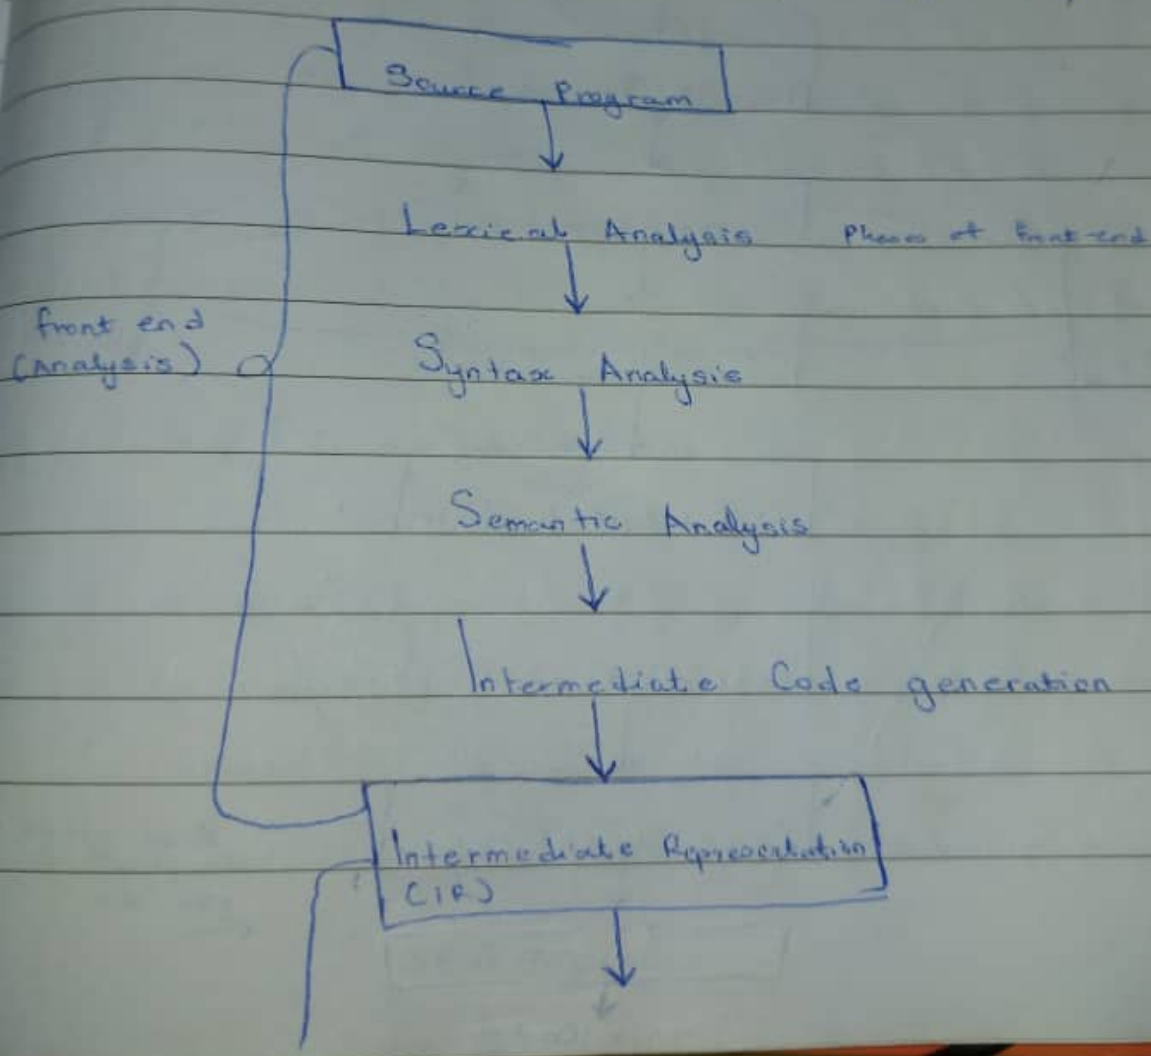 Source Program
Lexical Analysis Phases of front-end
front end
(Analysis)
Syntax Analysis
Semantic Analysis
Intermediate Code generation
Intermediate Representation
(IR)